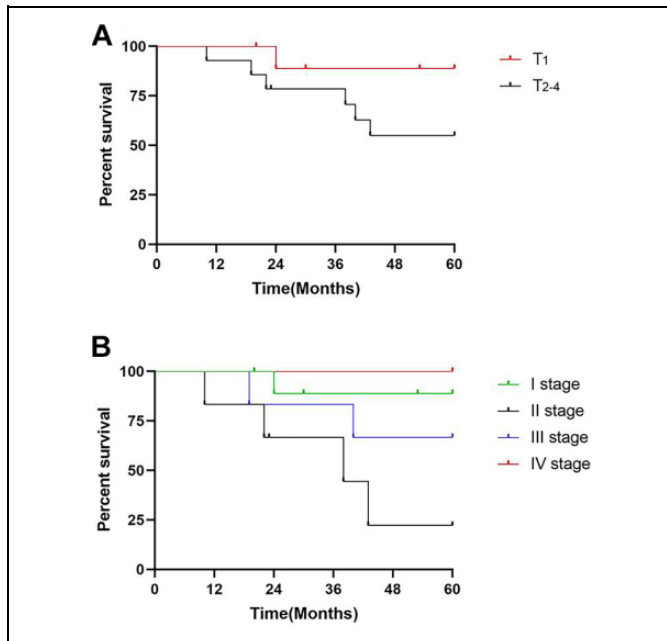 A
100
75
50
25
0
Percent survival
0 12 24 36 48 60
Time(Months)
T1
T2-4
B
100
75
50
25
0
Percent survival
0 12 24 36 48 60
Time(Months)
I stage
II stage
III stage
IV stage